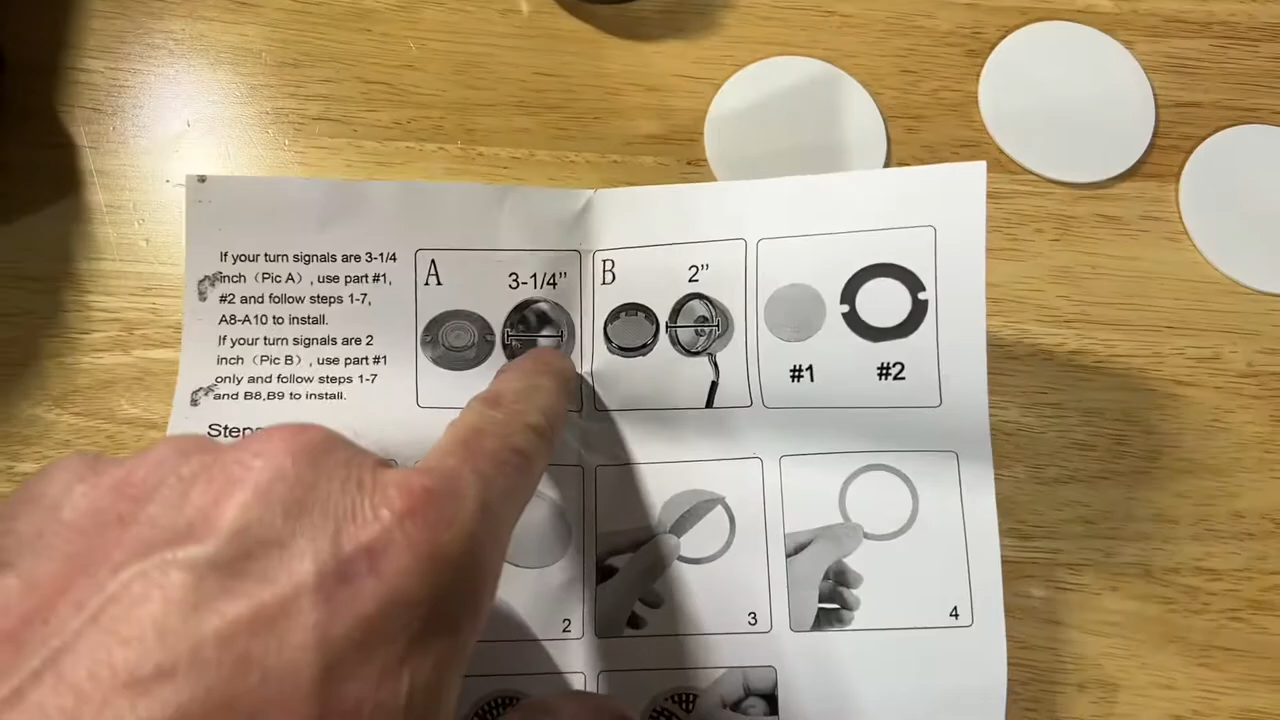 If your turn signals are 3-1/4
inch（Pic A）, use part #1,
#2 and follow steps 1-7,
A8-A10 to install.
If your turn signals are 2
inch（Pic B）, use part #1
only and follow steps 1-7
and B8,B9 to install.
A
3-1/4”
B
2”
#1
#2
2
3
4